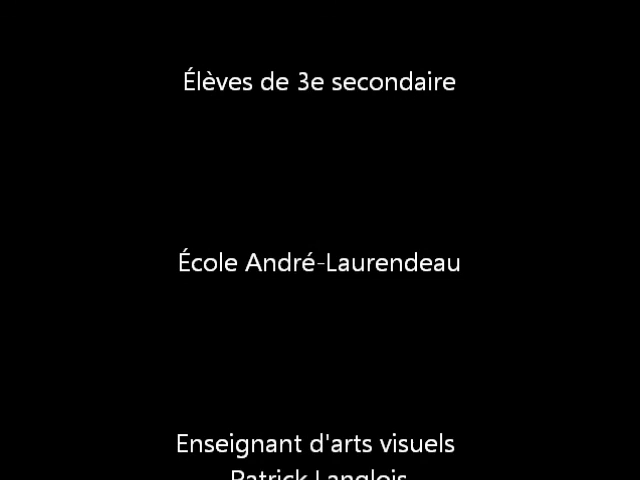 Élèves de 3e secondaire
École André-Laurendeau
Enseignant d'arts visuels
Patrick Langlois